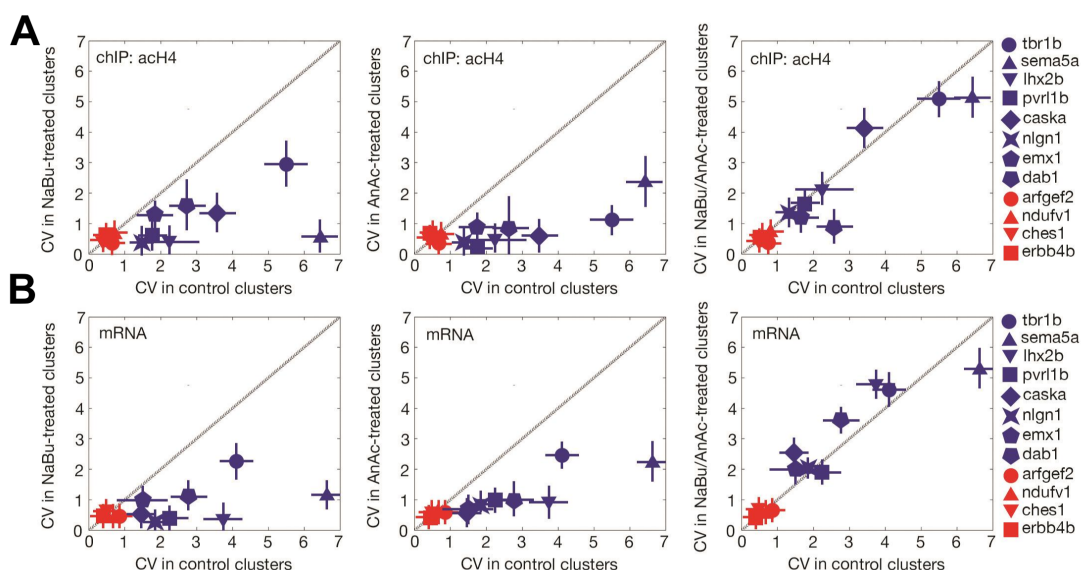 A
chIP: acH4
CV in NaBu-treated clusters
7
6
5
4
3
2
1
0
0 1 2 3 4 5 6 7
CV in control clusters
chIP: acH4
CV in AnAc-treated clusters
7
6
5
4
3
2
1
0
0 1 2 3 4 5 6 7
CV in control clusters
chIP: acH4
CV in NaBu/AnAc-treated clusters
7
6
5
4
3
2
1
0
0 1 2 3 4 5 6 7
CV in control clusters
tbr1b
sema5a
lhx2b
pvrl1b
caska
nlgn1
emx1
dab1
arfgef2
ndufv1
ches1
erbb4b
B
mRNA
CV in NaBu-treated clusters
7
6
5
4
3
2
1
0
0 1 2 3 4 5 6 7
CV in control clusters
mRNA
CV in AnAc-treated clusters
7
6
5
4
3
2
1
0
0 1 2 3 4 5 6 7
CV in control clusters
mRNA
CV in NaBu/AnAc-treated clusters
7
6
5
4
3
2
1
0
0 1 2 3 4 5 6 7
CV in control clusters
tbr1b
sema5a
lhx2b
pvrl1b
caska
nlgn1
emx1
dab1
arfgef2
ndufv1
ches1
erbb4b